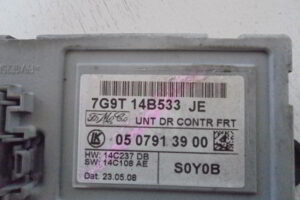 7G9T 14B533 JE
UNT DR CONTR FRT
LK 05 0791 39 00
HW: 14C237 DB
SW: 14C108 AE
Dat. 23.05.08
S0Y0B